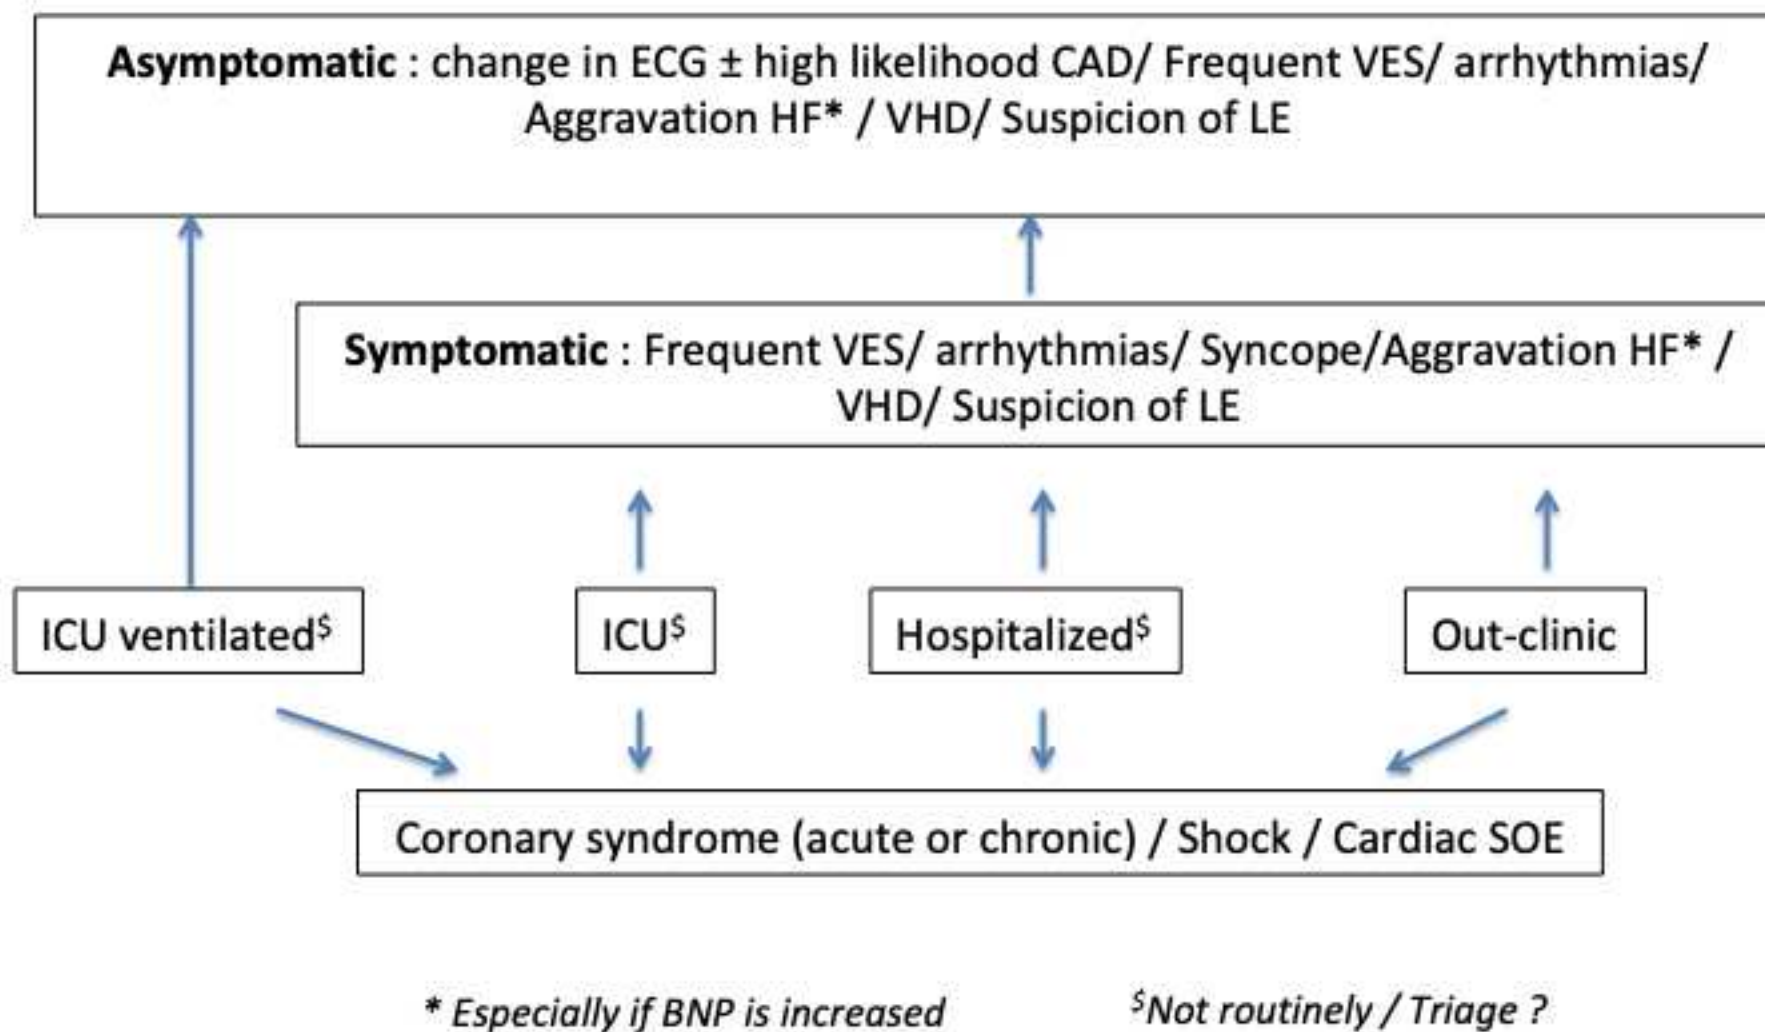 Asymptomatic : change in ECG ± high likelihood CAD/ Frequent VES/ arrhythmias/
Aggravation HF* / VHD/ Suspicion of LE
Symptomatic : Frequent VES/ arrhythmias/ Syncope/Aggravation HF* /
VHD/ Suspicion of LE
ICU ventilated$
ICU$
Hospitalized$
Out-clinic
Coronary syndrome (acute or chronic) / Shock / Cardiac SOE
* Especially if BNP is increased
$Not routinely / Triage ?